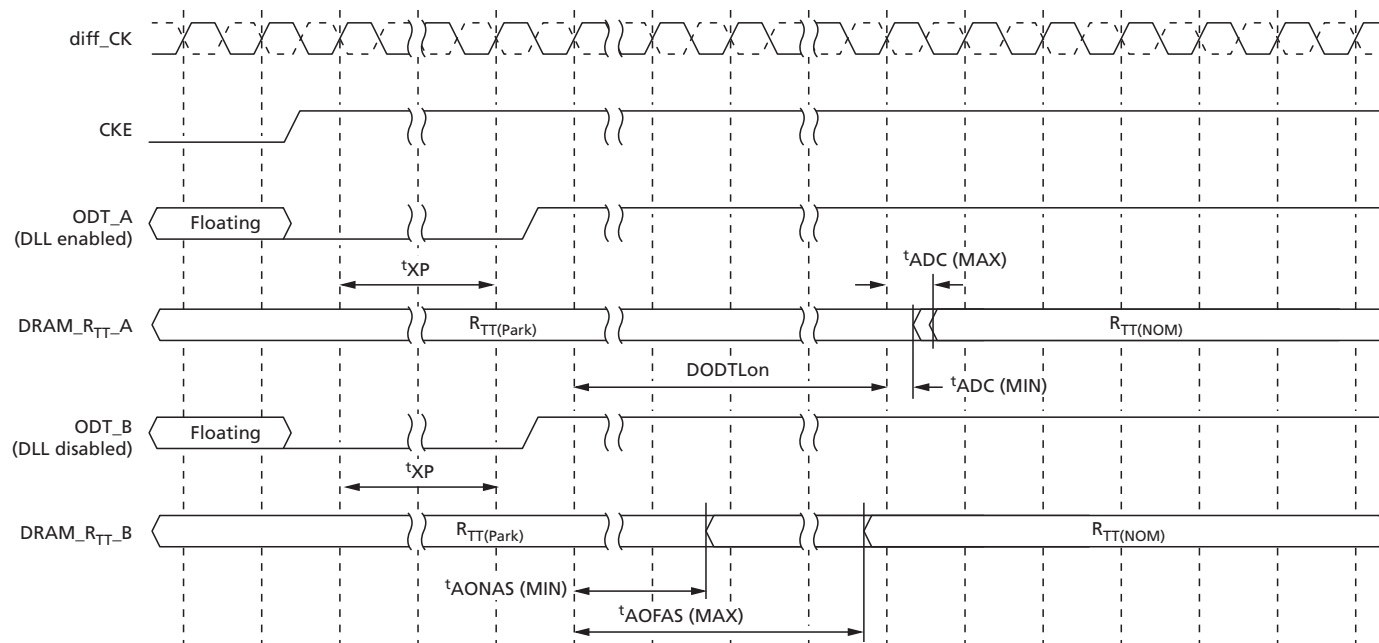 diff_CK
CKE
ODT_A
(DLL enabled)
Floating
tXP
tADC (MAX)
DRAM_RTT_A
RTT(Park)
RTT(NOM)
DODTLon
tADC (MIN)
ODT_B
(DLL disabled)
Floating
tXP
DRAM_RTT_B
RTT(Park)
RTT(NOM)
tAONAS (MIN)
tAOFAS (MAX)